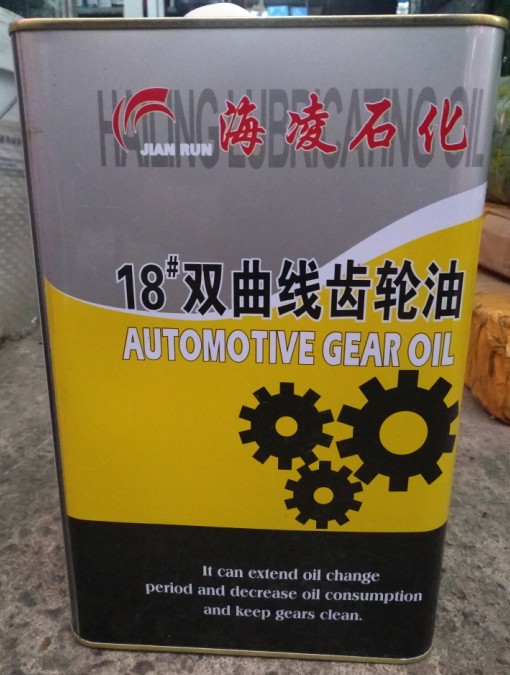 HAILING LUBRICATING OIL
JIAN RUN 海凌石化
18#双曲线齿轮油
AUTOMOTIVE GEAR OIL
It can extend oil change
period and decrease oil consumption
and keep gears clean.